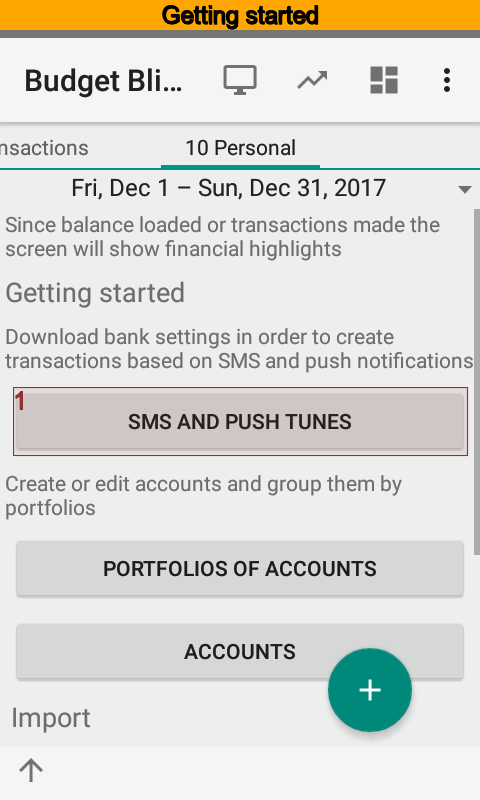 Getting started
Budget Bli...
nsactions
10 Personal
Fri, Dec 1 – Sun, Dec 31, 2017
Since balance loaded or transactions made the
screen will show financial highlights
Getting started
Download bank settings in order to create
transactions based on SMS and push notifications
1
SMS AND PUSH TUNES
Create or edit accounts and group them by
portfolios
PORTFOLIOS OF ACCOUNTS
ACCOUNTS
Import